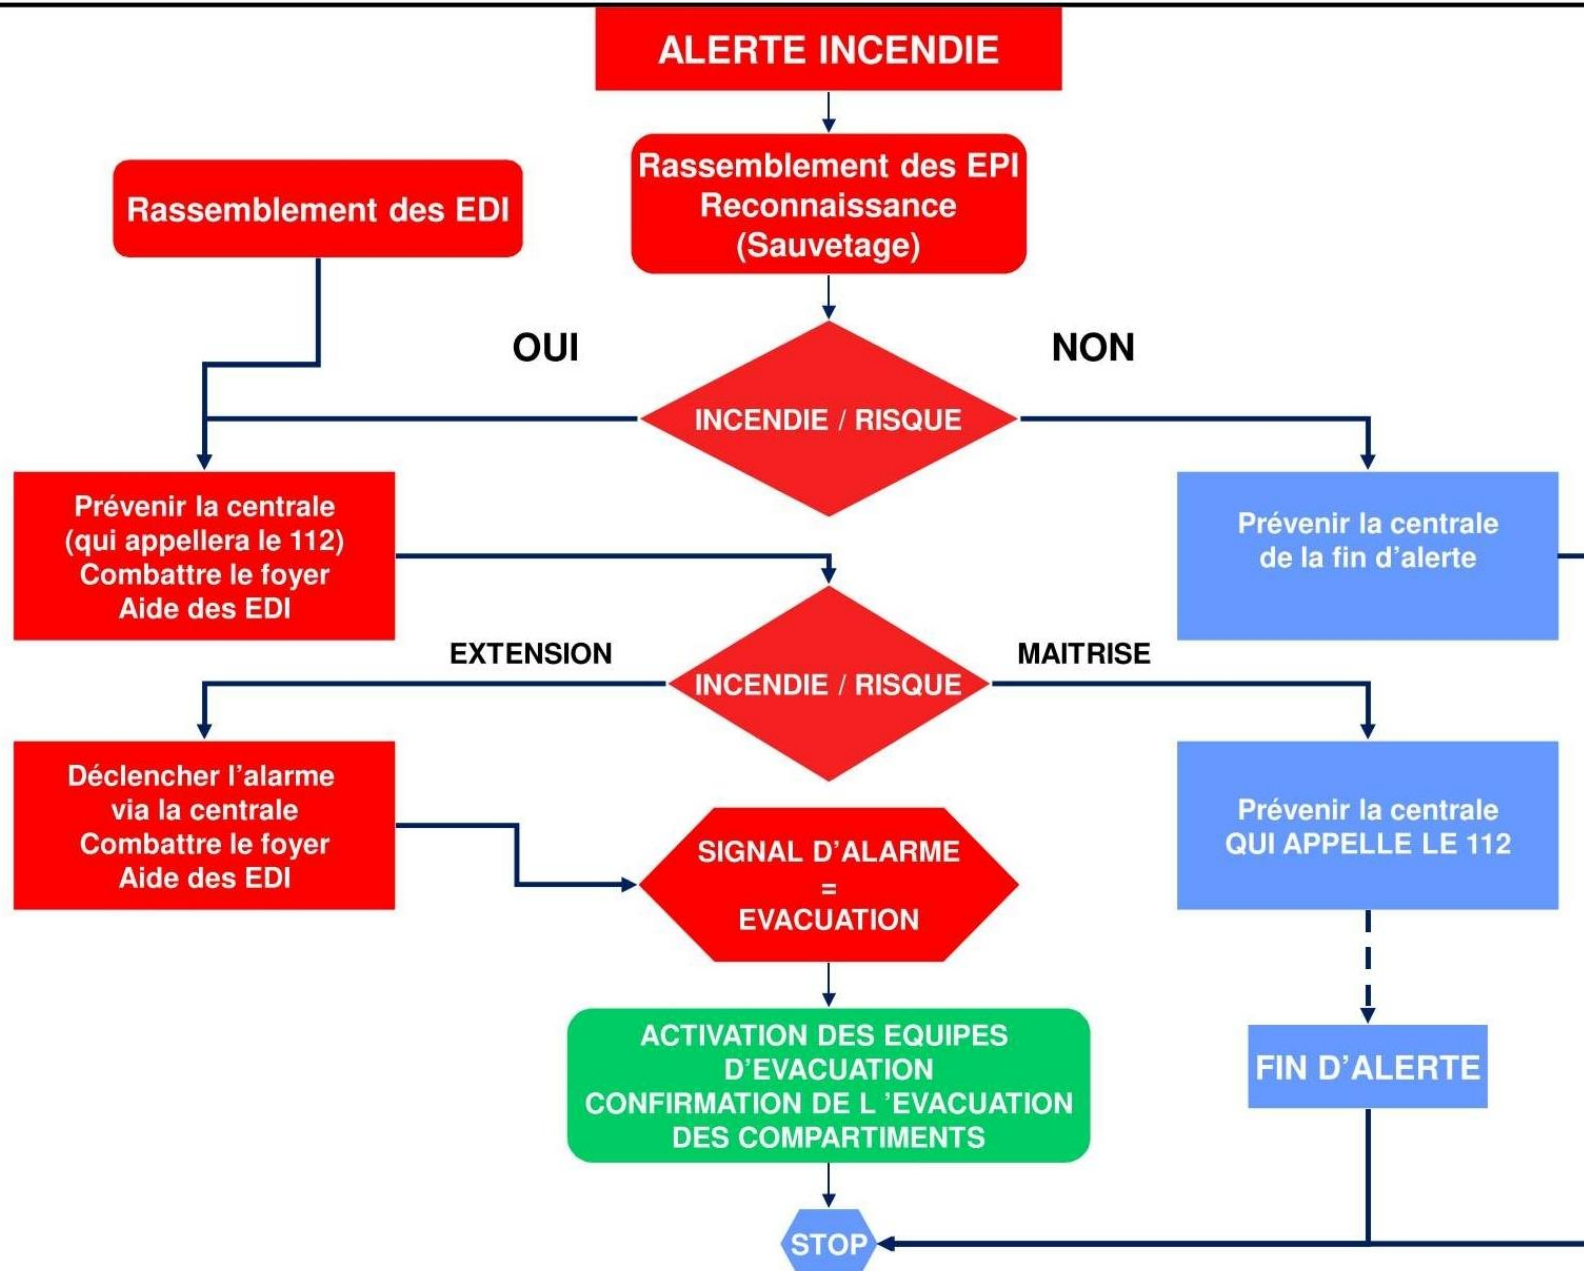 ALERTE INCENDIE
Rassemblement des EPI
Reconnaissance
(Sauvetage)
Rassemblement des EDI
OUI
NON
INCENDIE / RISQUE
Prévenir la centrale
(qui appellera le 112)
Combattre le foyer
Aide des EDI
Prévenir la centrale
de la fin d’alerte
EXTENSION
MAITRISE
INCENDIE / RISQUE
Déclencher l’alarme
via la centrale
Combattre le foyer
Aide des EDI
SIGNAL D’ALARME
=
EVACUATION
Prévenir la centrale
QUI APPELLE LE 112
ACTIVATION DES EQUIPES
D’EVACUATION
CONFIRMATION DE L ’EVACUATION
DES COMPARTIMENTS
FIN D’ALERTE
STOP